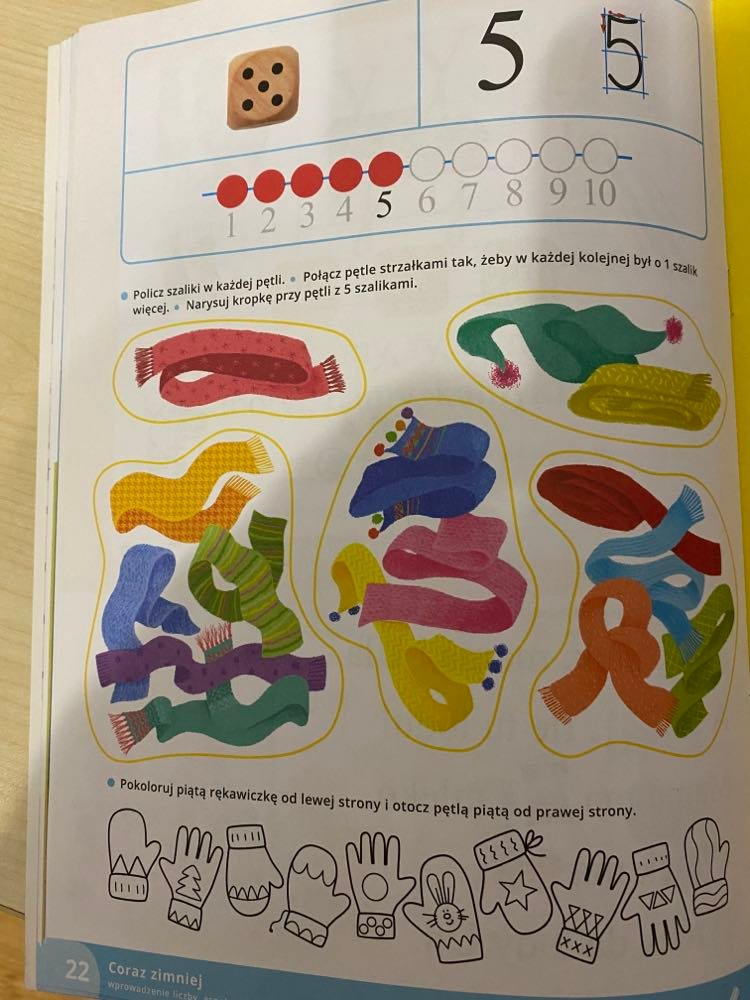 5 5
1 2 3 4 5 6 7 8 9 10
Policz szaliki w każdej pętli. • Połącz pętle strzałkami tak, żeby w każdej kolejnej był o 1 szalik
więcej. • Narysuj kropkę przy pętli z 5 szalikami.
Pokoloruj piątą rękawiczkę od lewej strony i otocz pętlą piątą od prawej strony.
22 Coraz zimniej
wprowadzenie liczby